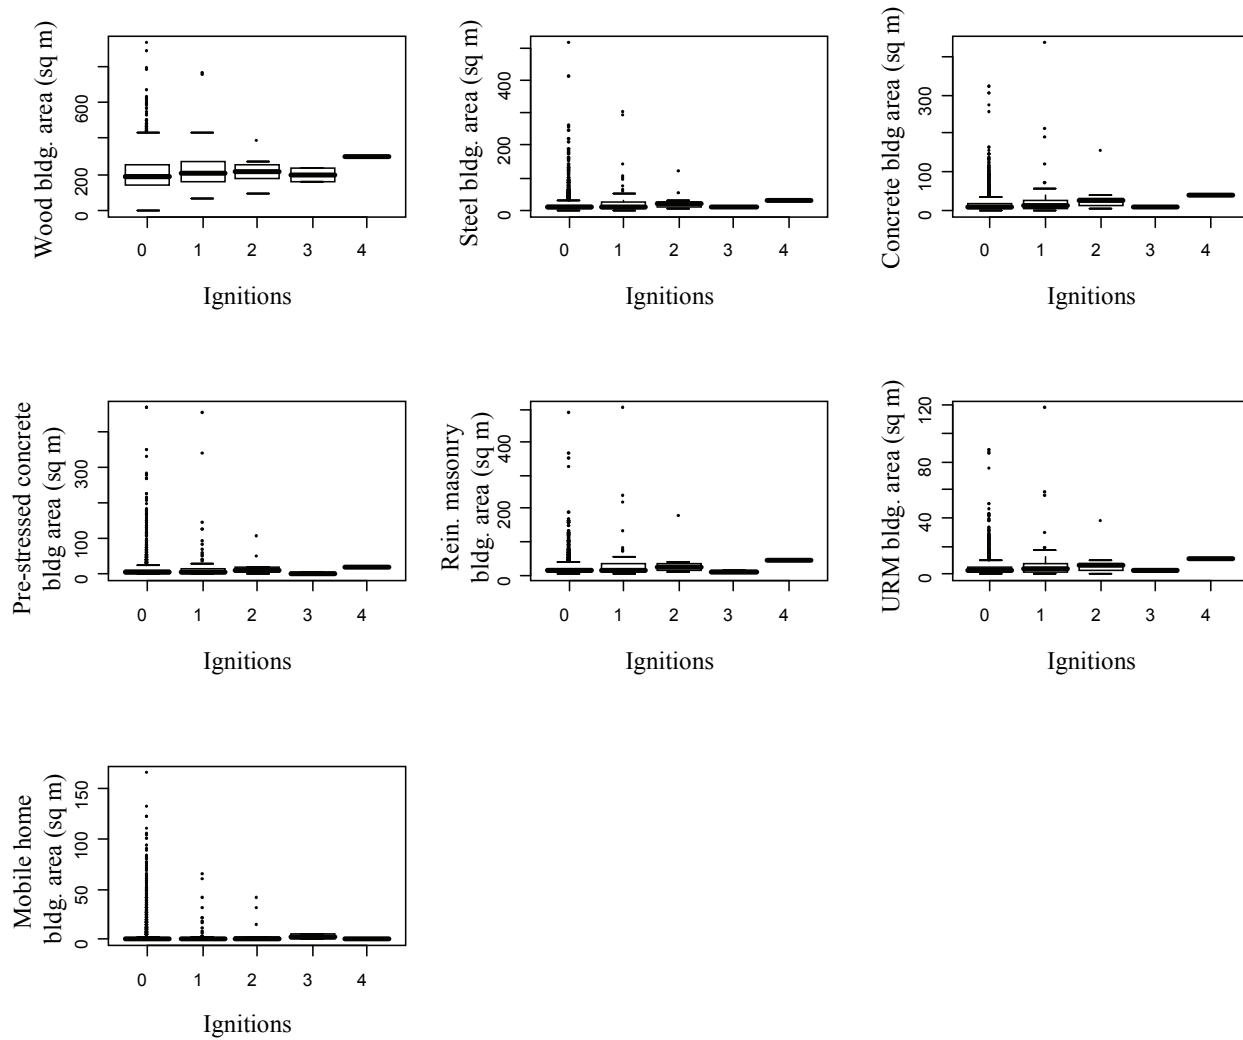 Wood bldg. area (sq m)
0
200
600
0 1 2 3 4
Ignitions
Steel bldg. area (sq m)
0
200
400
0 1 2 3 4
Ignitions
Concrete bldg area (sq m)
0
100
300
0 1 2 3 4
Ignitions
Pre-stressed concrete
bldg area (sq m)
0
100
300
0 1 2 3 4
Ignitions
Rein. masonry
bldg. area (sq m)
0
200
400
0 1 2 3 4
Ignitions
URM bldg. area (sq m)
0
40
80
120
0 1 2 3 4
Ignitions
Mobile home
bldg. area (sq m)
0
50
100
150
0 1 2 3 4
Ignitions